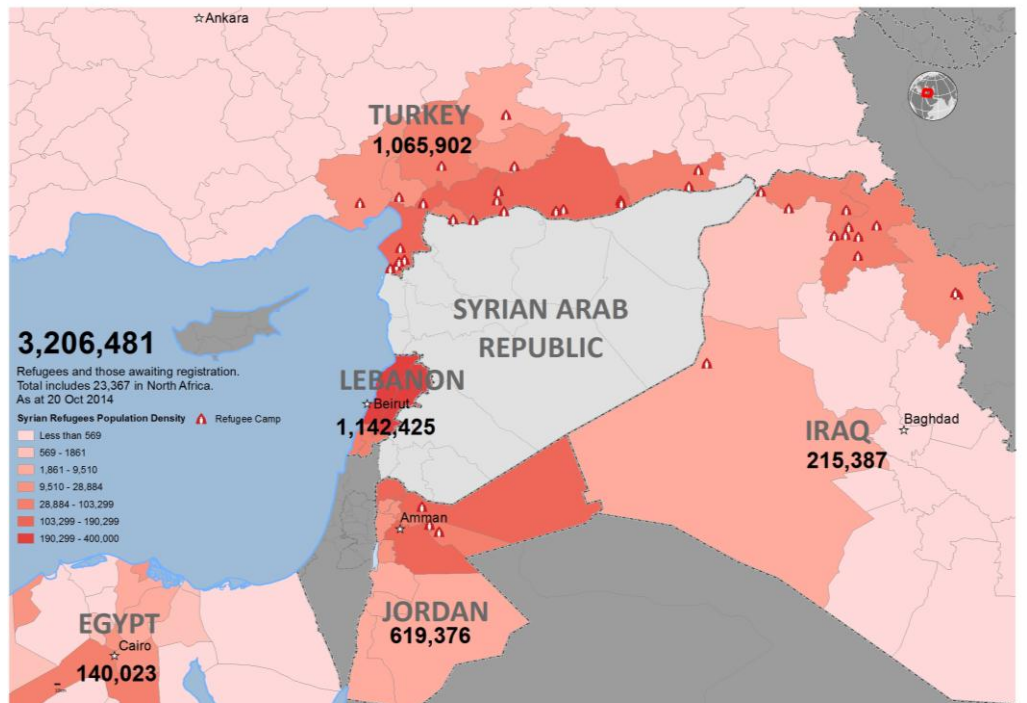 Ankara
TURKEY
1,065,902
SYRIAN ARAB
REPUBLIC
3,206,481
Refugees and those awaiting registration.
Total includes 23,367 in North Africa.
As at 20 Oct 2014
Syrian Refugees Population Density
Refugee Camp
Less than 569
569 - 1861
1,861 - 9,510
9,510 - 28,884
28,884 - 103,299
103,299 - 190,299
190,299 - 400,000
LEBANON
Beirut
1,142,425
IRAQ
Baghdad
215,387
Amman
JORDAN
619,376
EGYPT
Cairo
140,023